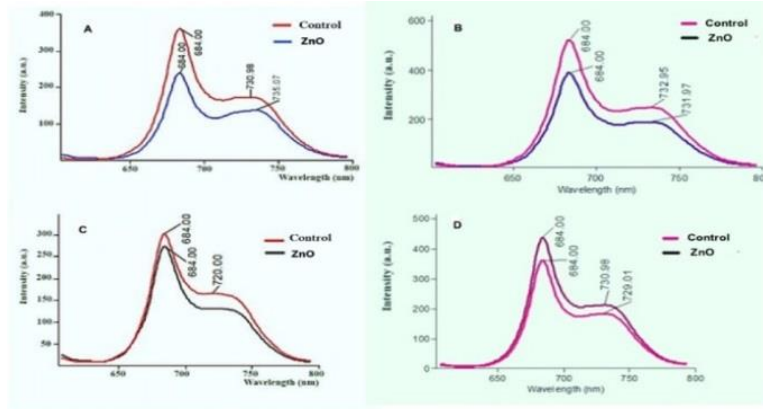 A
Control
ZnO
Intensity (a.u.)
400
300
200
100
684.00
684.00
730.98
735.07
650
700
750
800
Wavelength (nm)
B
Control
ZnO
Intensity (a.u.)
600
400
200
684.00
684.00
732.95
731.97
650
700
750
800
Wavelength (nm)
C
Control
ZnO
Intensity (a.u.)
300
250
200
150
100
50
684.00
684.00
720.00
650
700
750
800
Wavelength (nm)
D
Control
ZnO
Intensity (a.u.)
500
400
300
200
100
0
684.00
684.00
730.98
729.01
650
700
750
800
Wavelength (nm)